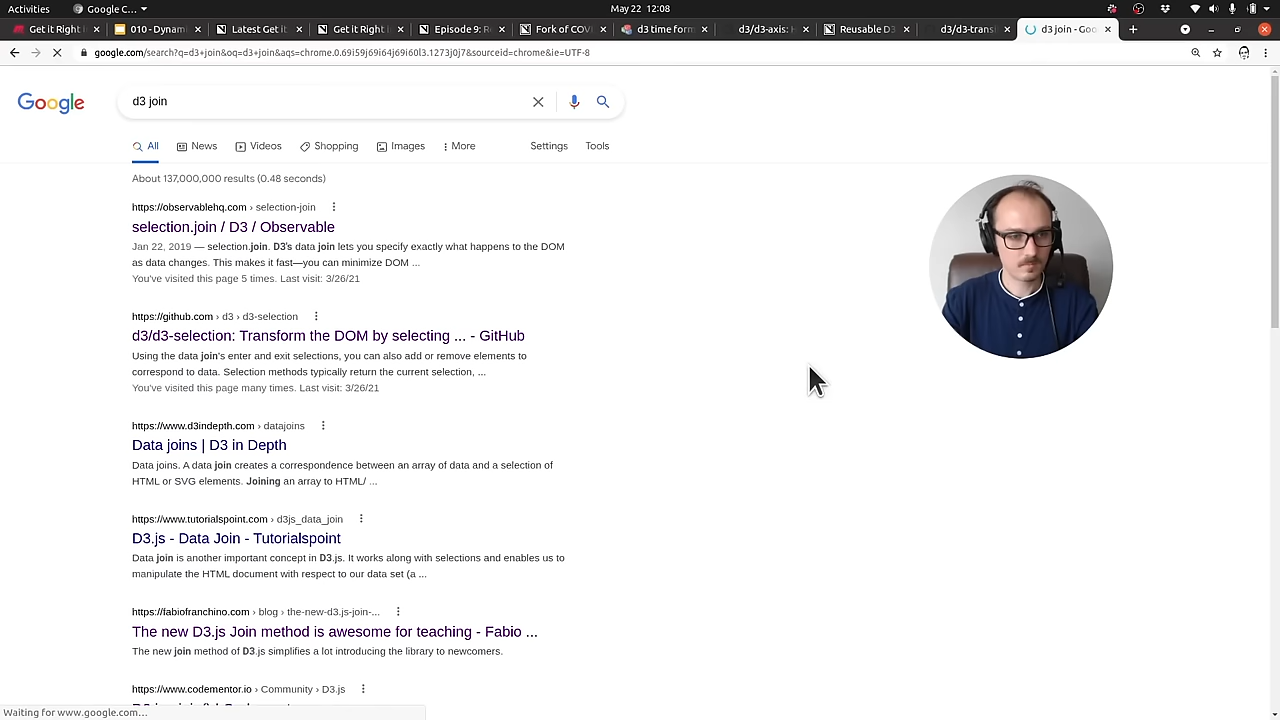 Activities
Google C...
May 22 12:08
Get It Right
010 - Dynam
Latest Get it
Get It Right
Episode 9: R
Fork of COV
d3 time form
d3/d3-axis: H
Reusable D3
d3/d3-trans
d3 join - Goo
google.com/search?q=d3+join&oq=d3+join&aqs=chrome.0.69i59j69i64j69i60l3.1273j0j7&sourceid=chrome&ie=UTF-8
Google
d3 join
All
News
Videos
Shopping
Images
More
Settings
Tools
About 137,000,000 results (0.48 seconds)
https://observablehq.com › selection-join
selection.join / D3 / Observable
Jan 22, 2019 — selection.join. D3's data join lets you specify exactly what happens to the DOM
as data changes. This makes it fast—you can minimize DOM ...
You've visited this page 5 times. Last visit: 3/26/21
https://github.com › d3 › d3-selection
d3/d3-selection: Transform the DOM by selecting ... - GitHub
Using the data join's enter and exit selections, you can also add or remove elements to
correspond to data. Selection methods typically return the current selection, ...
You've visited this page many times. Last visit: 3/26/21
https://www.d3indepth.com › datajoins
Data joins | D3 in Depth
Data joins. A data join creates a correspondence between an array of data and a selection of
HTML or SVG elements. Joining an array to HTML/ ...
https://www.tutorialspoint.com › d3js_data_join
D3.js - Data Join - Tutorialspoint
Data join is another important concept in D3.js. It works along with selections and enables us to
manipulate the HTML document with respect to our data set (a ...
https://fabiofranchino.com › blog › the-new-d3.js-join-...
The new D3.js Join method is awesome for teaching - Fabio ...
The new join method of D3.js simplifies a lot introducing the library to newcomers.
https://www.codementor.io › Community › D3.js
Waiting for www.google.com...